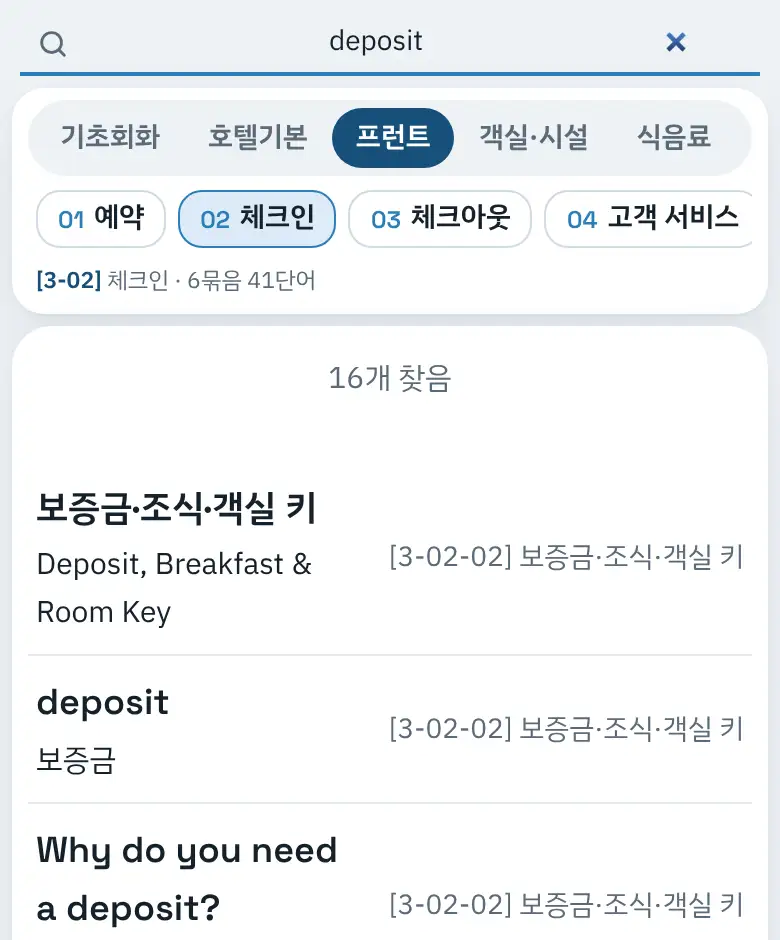 deposit
기초회화 호텔기본 프런트 객실·시설 식음료
01 예약 02 체크인 03 체크아웃 04 고객 서비스
[3-02] 체크인 · 6묶음 41단어
16개 찾음
보증금·조식·객실 키
Deposit, Breakfast &
Room Key
[3-02-02] 보증금·조식·객실 키
deposit
보증금
[3-02-02] 보증금·조식·객실 키
Why do you need
a deposit?
[3-02-02] 보증금·조식·객실 키